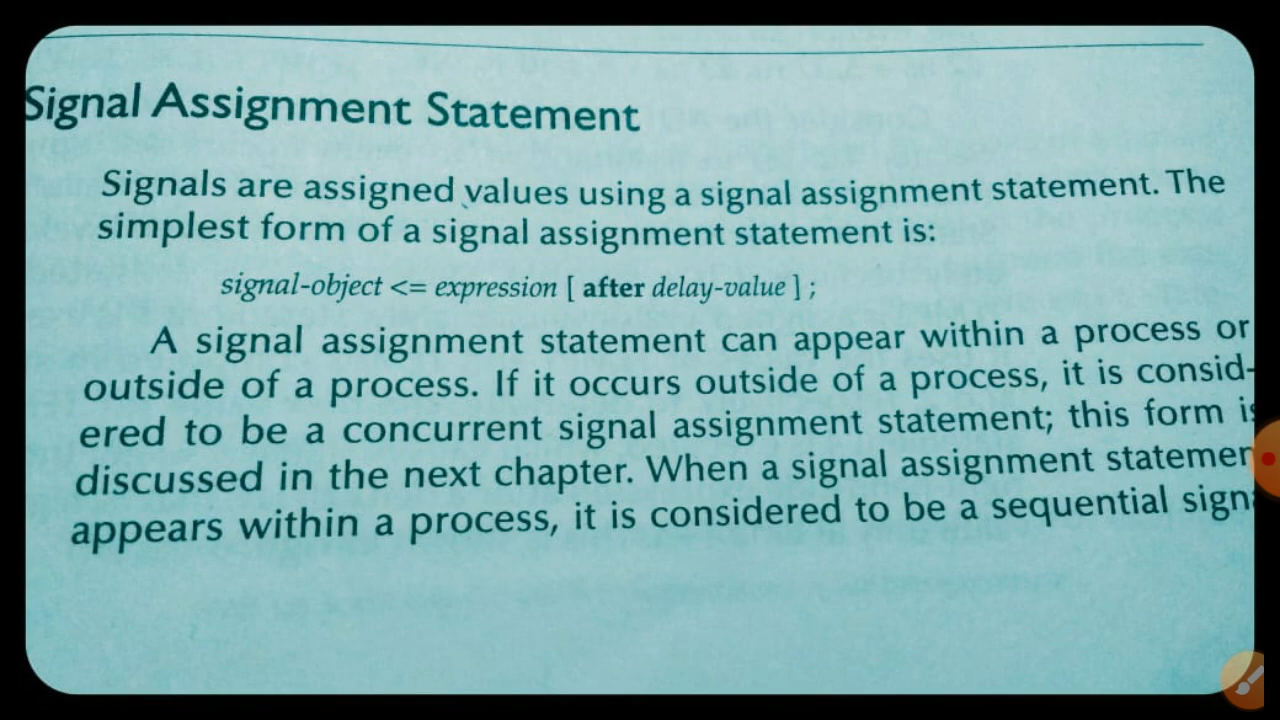 Signal Assignment Statement
Signals are assigned values using a signal assignment statement. The
simplest form of a signal assignment statement is:
signal-object <= expression [ after delay-value ] ;
A signal assignment statement can appear within a process or
outside of a process. If it occurs outside of a process, it is consid-
ered to be a concurrent signal assignment statement; this form is
discussed in the next chapter. When a signal assignment statemen
appears within a process, it is considered to be a sequential signa